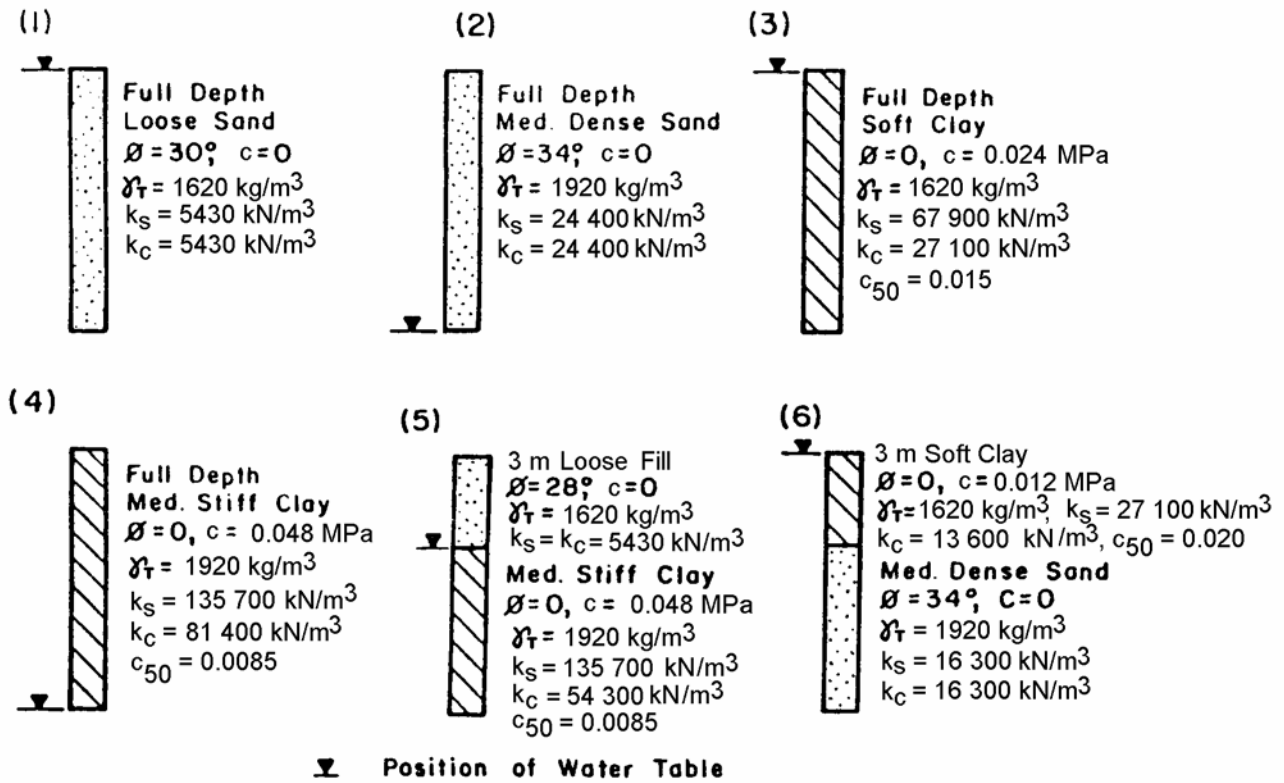 (1)
Full Depth
Loose Sand
Ø = 30°, c = 0
γT = 1620 kg/m3
kS = 5430 kN/m3
kC = 5430 kN/m3
(2)
Full Depth
Med. Dense Sand
Ø = 34°, c = 0
γT = 1920 kg/m3
kS = 24 400 kN/m3
kC = 24 400 kN/m3
(3)
Full Depth
Soft Clay
Ø = 0, c = 0.024 MPa
γT = 1620 kg/m3
kS = 67 900 kN/m3
kC = 27 100 kN/m3
c50 = 0.015
(4)
Full Depth
Med. Stiff Clay
Ø = 0, c = 0.048 MPa
γT = 1920 kg/m3
kS = 135 700 kN/m3
kC = 81 400 kN/m3
c50 = 0.0085
(5)
3 m Loose Fill
Ø = 28°, c = 0
γT = 1620 kg/m3
kS = kC = 5430 kN/m3
Med. Stiff Clay
Ø = 0, c = 0.048 MPa
γT = 1920 kg/m3
kS = 135 700 kN/m3
kC = 54 300 kN/m3
c50 = 0.0085
(6)
3 m Soft Clay
Ø = 0, c = 0.012 MPa
γT = 1620 kg/m3, kS = 27 100 kN/m3
kC = 13 600 kN/m3, c50 = 0.020
Med. Dense Sand
Ø = 34°, C = 0
γT = 1920 kg/m3
kS = 16 300 kN/m3
kC = 16 300 kN/m3
Position of Water Table